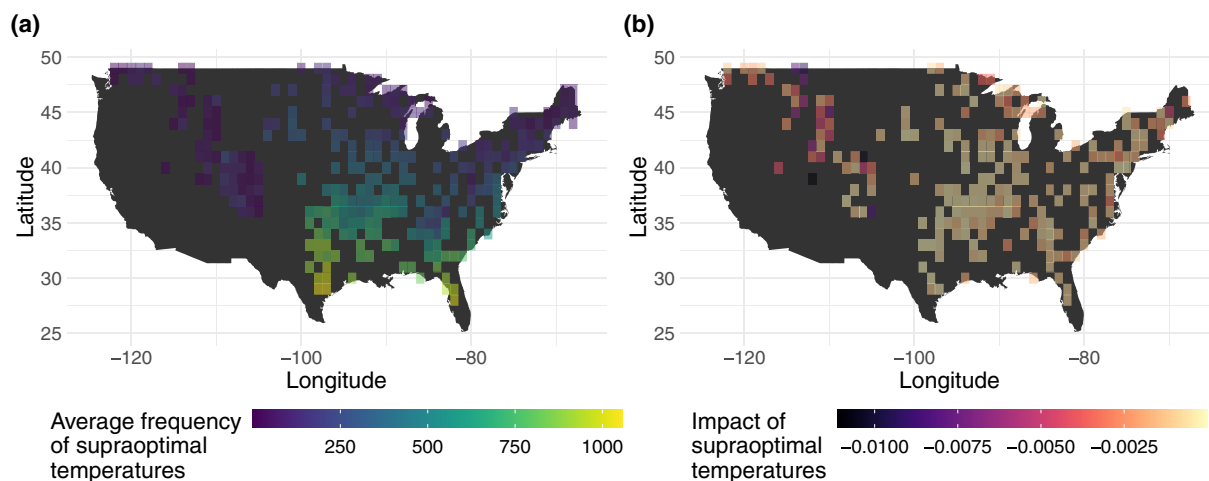 (a)
50
45
40
35
30
25
Latitude
−120
−100
−80
Longitude
Average frequency
of supraoptimal
temperatures
250
500
750
1000
(b)
50
45
40
35
30
25
Latitude
−120
−100
−80
Longitude
Impact of
supraoptimal
temperatures
−0.0100
−0.0075
−0.0050
−0.0025